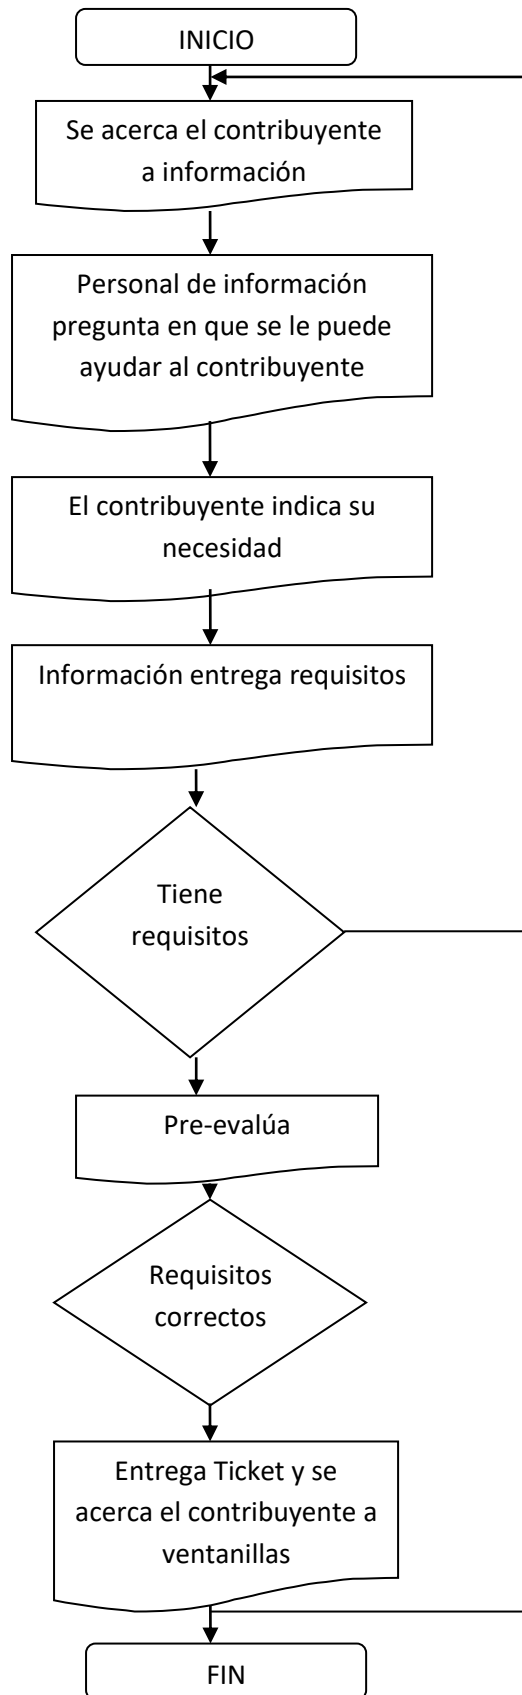 INICIO
Se acerca el contribuyente
a información
Personal de información
pregunta en que se le puede
ayudar al contribuyente
El contribuyente indica su
necesidad
Información entrega requisitos
Tiene
requisitos
Pre-evalúa
Requisitos
correctos
Entrega Ticket y se
acerca el contribuyente a
ventanillas
FIN